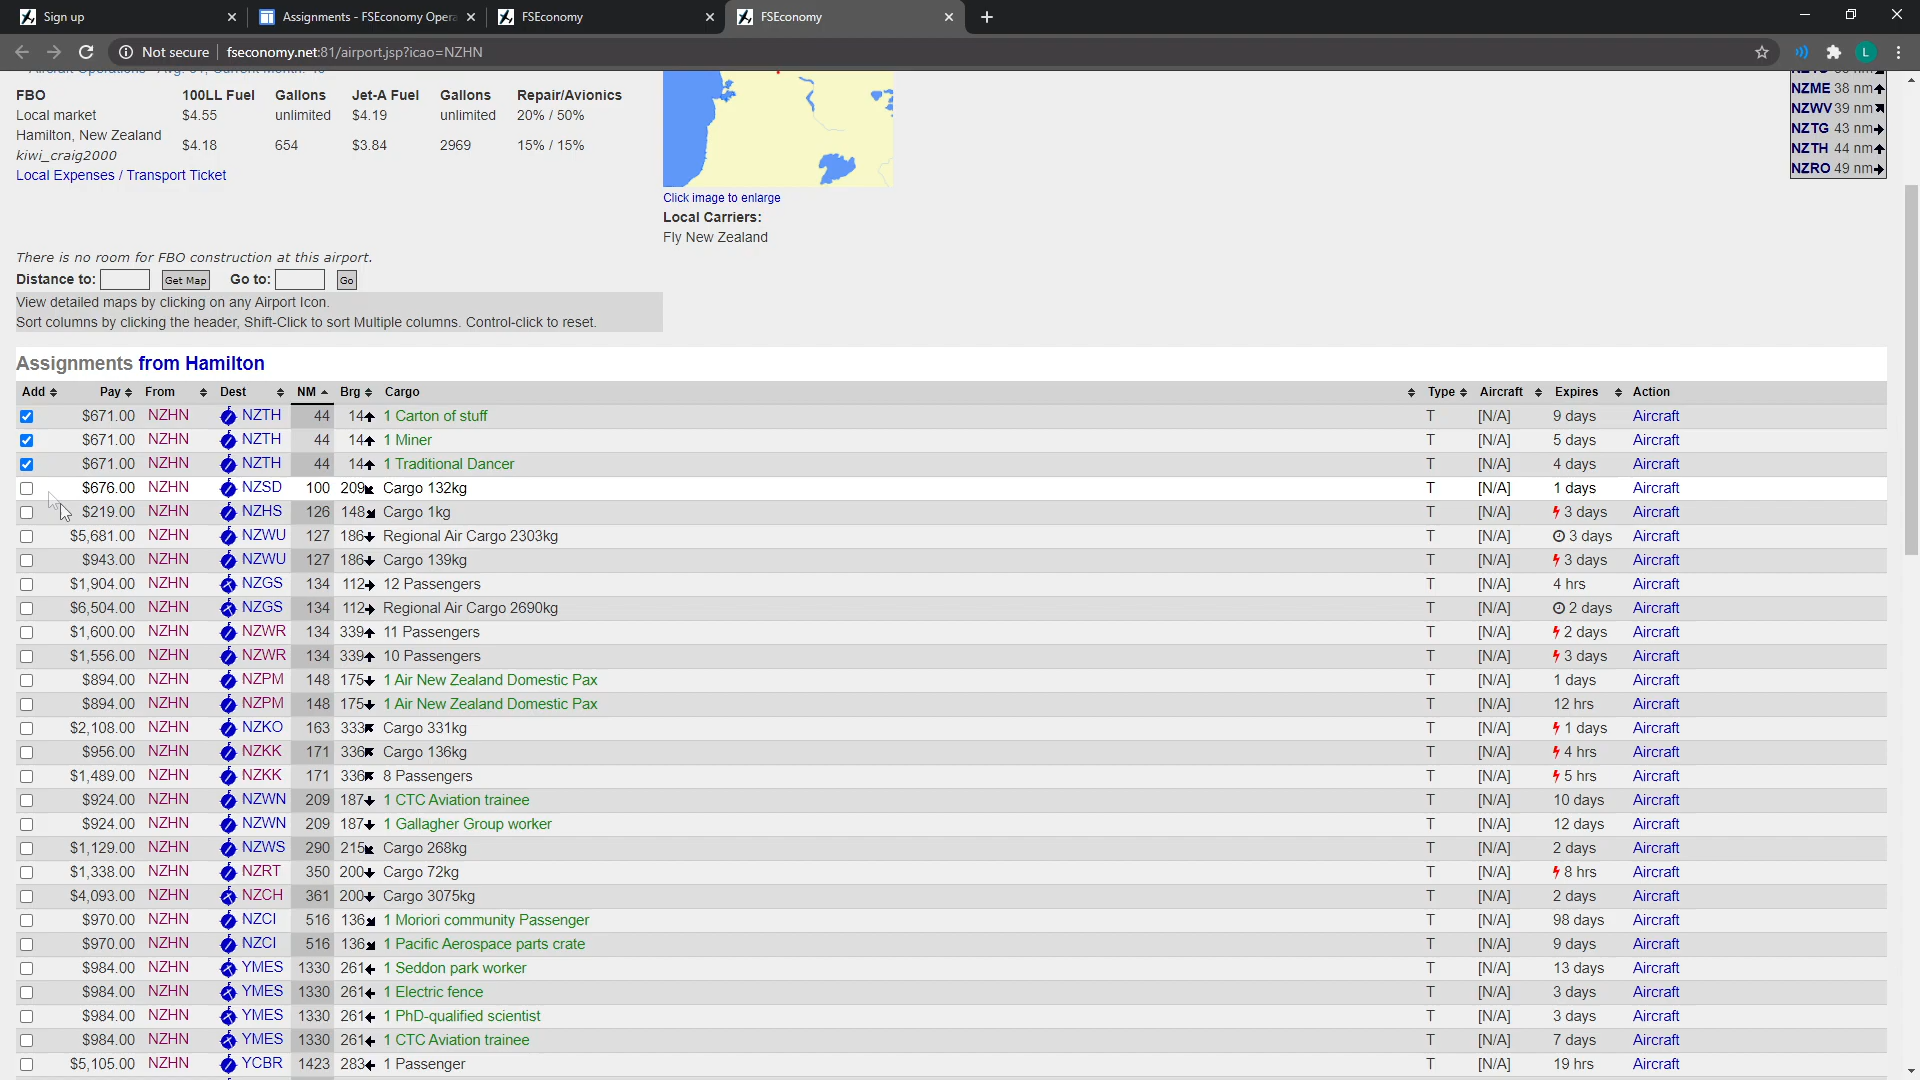 Sign up
Assignments - FSEconomy Opera
FSEconomy
FSEconomy
Not secure fseconomy.net:81/airport.jsp?icao=NZHN
L
FBO 100LL Fuel Gallons Jet-A Fuel Gallons Repair/Avionics
Local market $4.55 unlimited $4.19 unlimited 20% / 50%
Hamilton, New Zealand
kiwi_craig2000 $4.18 654 $3.84 2969 15% / 15%
Local Expenses / Transport Ticket
Click image to enlarge
Local Carriers:
Fly New Zealand
NZME 38 nm
NZWV 39 nm
NZTG 43 nm
NZTH 44 nm
NZRO 49 nm
There is no room for FBO construction at this airport.
Distance to: Get Map Go to: Go
View detailed maps by clicking on any Airport Icon.
Sort columns by clicking the header, Shift-Click to sort Multiple columns. Control-click to reset.
Assignments from Hamilton
Add Pay From Dest NM Brg Cargo Type Aircraft Expires Action
$671.00 NZHN NZTH 44 14 1 Carton of stuff T [N/A] 9 days Aircraft
$671.00 NZHN NZTH 44 14 1 Miner T [N/A] 5 days Aircraft
$671.00 NZHN NZTH 44 14 1 Traditional Dancer T [N/A] 4 days Aircraft
$676.00 NZHN NZSD 100 209 Cargo 132kg T [N/A] 1 days Aircraft
$219.00 NZHN NZHS 126 148 Cargo 1kg T [N/A] 3 days Aircraft
$5,681.00 NZHN NZWU 127 186 Regional Air Cargo 2303kg T [N/A] 3 days Aircraft
$943.00 NZHN NZWU 127 186 Cargo 139kg T [N/A] 3 days Aircraft
$1,904.00 NZHN NZGS 134 112 12 Passengers T [N/A] 4 hrs Aircraft
$6,504.00 NZHN NZGS 134 112 Regional Air Cargo 2690kg T [N/A] 2 days Aircraft
$1,600.00 NZHN NZWR 134 339 11 Passengers T [N/A] 2 days Aircraft
$1,556.00 NZHN NZWR 134 339 10 Passengers T [N/A] 3 days Aircraft
$894.00 NZHN NZPM 148 175 1 Air New Zealand Domestic Pax T [N/A] 1 days Aircraft
$894.00 NZHN NZPM 148 175 1 Air New Zealand Domestic Pax T [N/A] 12 hrs Aircraft
$2,108.00 NZHN NZKO 163 333 Cargo 331kg T [N/A] 1 days Aircraft
$956.00 NZHN NZKK 171 336 Cargo 136kg T [N/A] 4 hrs Aircraft
$1,489.00 NZHN NZKK 171 336 8 Passengers T [N/A] 5 hrs Aircraft
$924.00 NZHN NZWN 209 187 1 CTC Aviation trainee T [N/A] 10 days Aircraft
$924.00 NZHN NZWN 209 187 1 Gallagher Group worker T [N/A] 12 days Aircraft
$1,129.00 NZHN NZWS 290 215 Cargo 268kg T [N/A] 2 days Aircraft
$1,338.00 NZHN NZRT 350 200 Cargo 72kg T [N/A] 8 hrs Aircraft
$4,093.00 NZHN NZCH 361 200 Cargo 3075kg T [N/A] 2 days Aircraft
$970.00 NZHN NZCI 516 136 1 Moriori community Passenger T [N/A] 98 days Aircraft
$970.00 NZHN NZCI 516 136 1 Pacific Aerospace parts crate T [N/A] 9 days Aircraft
$984.00 NZHN YMES 1330 261 1 Seddon park worker T [N/A] 13 days Aircraft
$984.00 NZHN YMES 1330 261 1 Electric fence T [N/A] 3 days Aircraft
$984.00 NZHN YMES 1330 261 1 PhD-qualified scientist T [N/A] 3 days Aircraft
$984.00 NZHN YMES 1330 261 1 CTC Aviation trainee T [N/A] 7 days Aircraft
$5,105.00 NZHN YCBR 1423 283 1 Passenger T [N/A] 19 hrs Aircraft